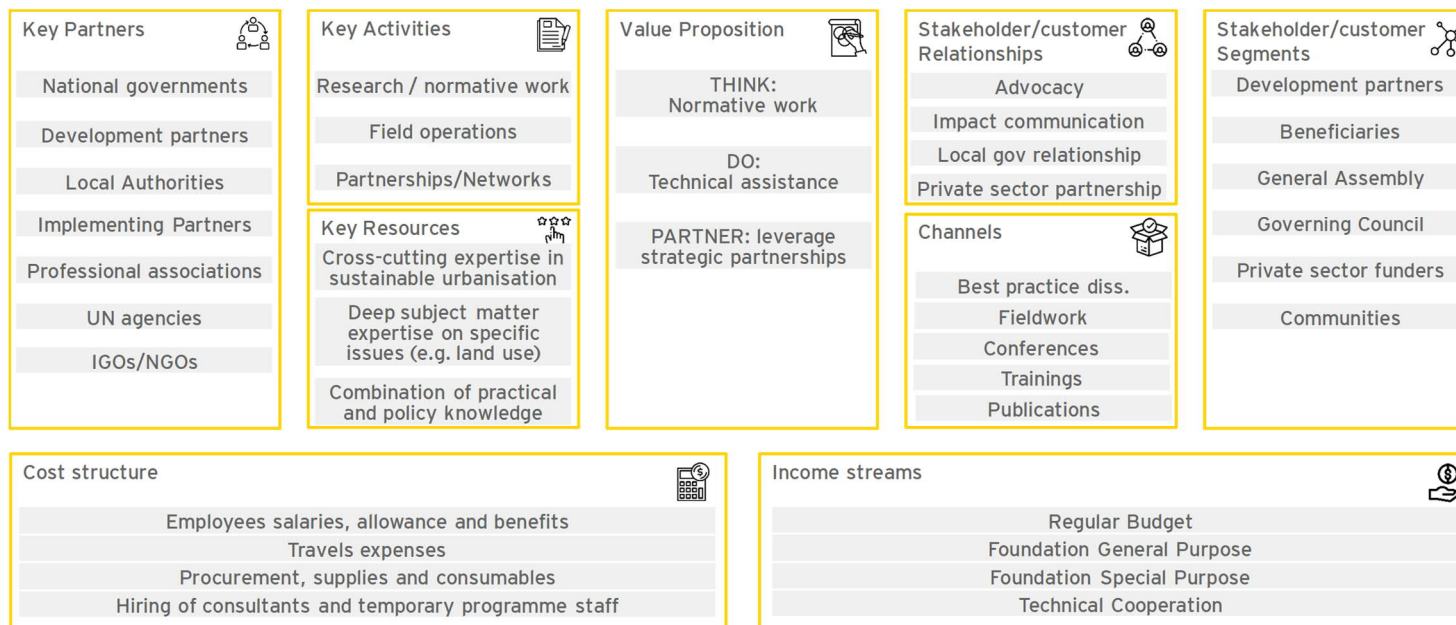 Key Partners
National governments
Development partners
Local Authorities
Implementing Partners
Professional associations
UN agencies
IGOs/NGOs
Key Activities
Research / normative work
Field operations
Partnerships/Networks
Key Resources
Cross-cutting expertise in
sustainable urbanisation
Deep subject matter
expertise on specific
issues (e.g. land use)
Combination of practical
and policy knowledge
Value Proposition
THINK:
Normative work
DO:
Technical assistance
PARTNER: leverage
strategic partnerships
Stakeholder/customer
Relationships
Advocacy
Impact communication
Local gov relationship
Private sector partnership
Channels
Best practice diss.
Fieldwork
Conferences
Trainings
Publications
Stakeholder/customer
Segments
Development partners
Beneficiaries
General Assembly
Governing Council
Private sector funders
Communities
Cost structure
Employees salaries, allowance and benefits
Travels expenses
Procurement, supplies and consumables
Hiring of consultants and temporary programme staff
Income streams
Regular Budget
Foundation General Purpose
Foundation Special Purpose
Technical Cooperation